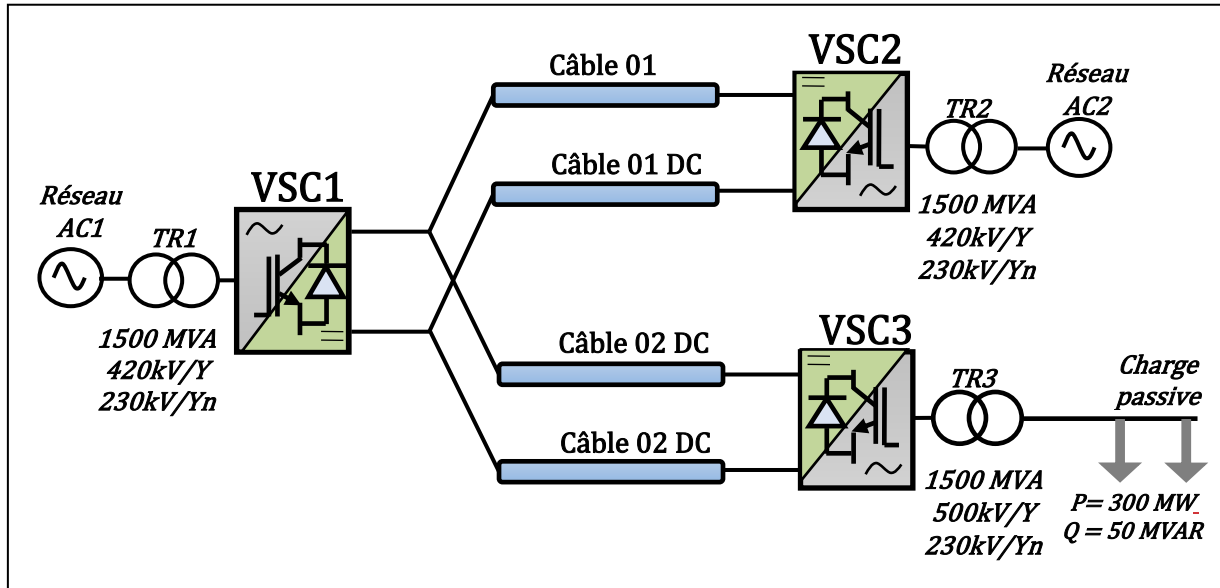 Réseau
AC1
TR1
1500 MVA
420kV/Y
230kV/Yn
VSC1
Câble 01
Câble 01 DC
VSC2
TR2
Réseau
AC2
1500 MVA
420kV/Y
230kV/Yn
Câble 02 DC
Câble 02 DC
VSC3
TR3
1500 MVA
500kV/Y
230kV/Yn
Charge
passive
P= 300 MW
Q = 50 MVAR